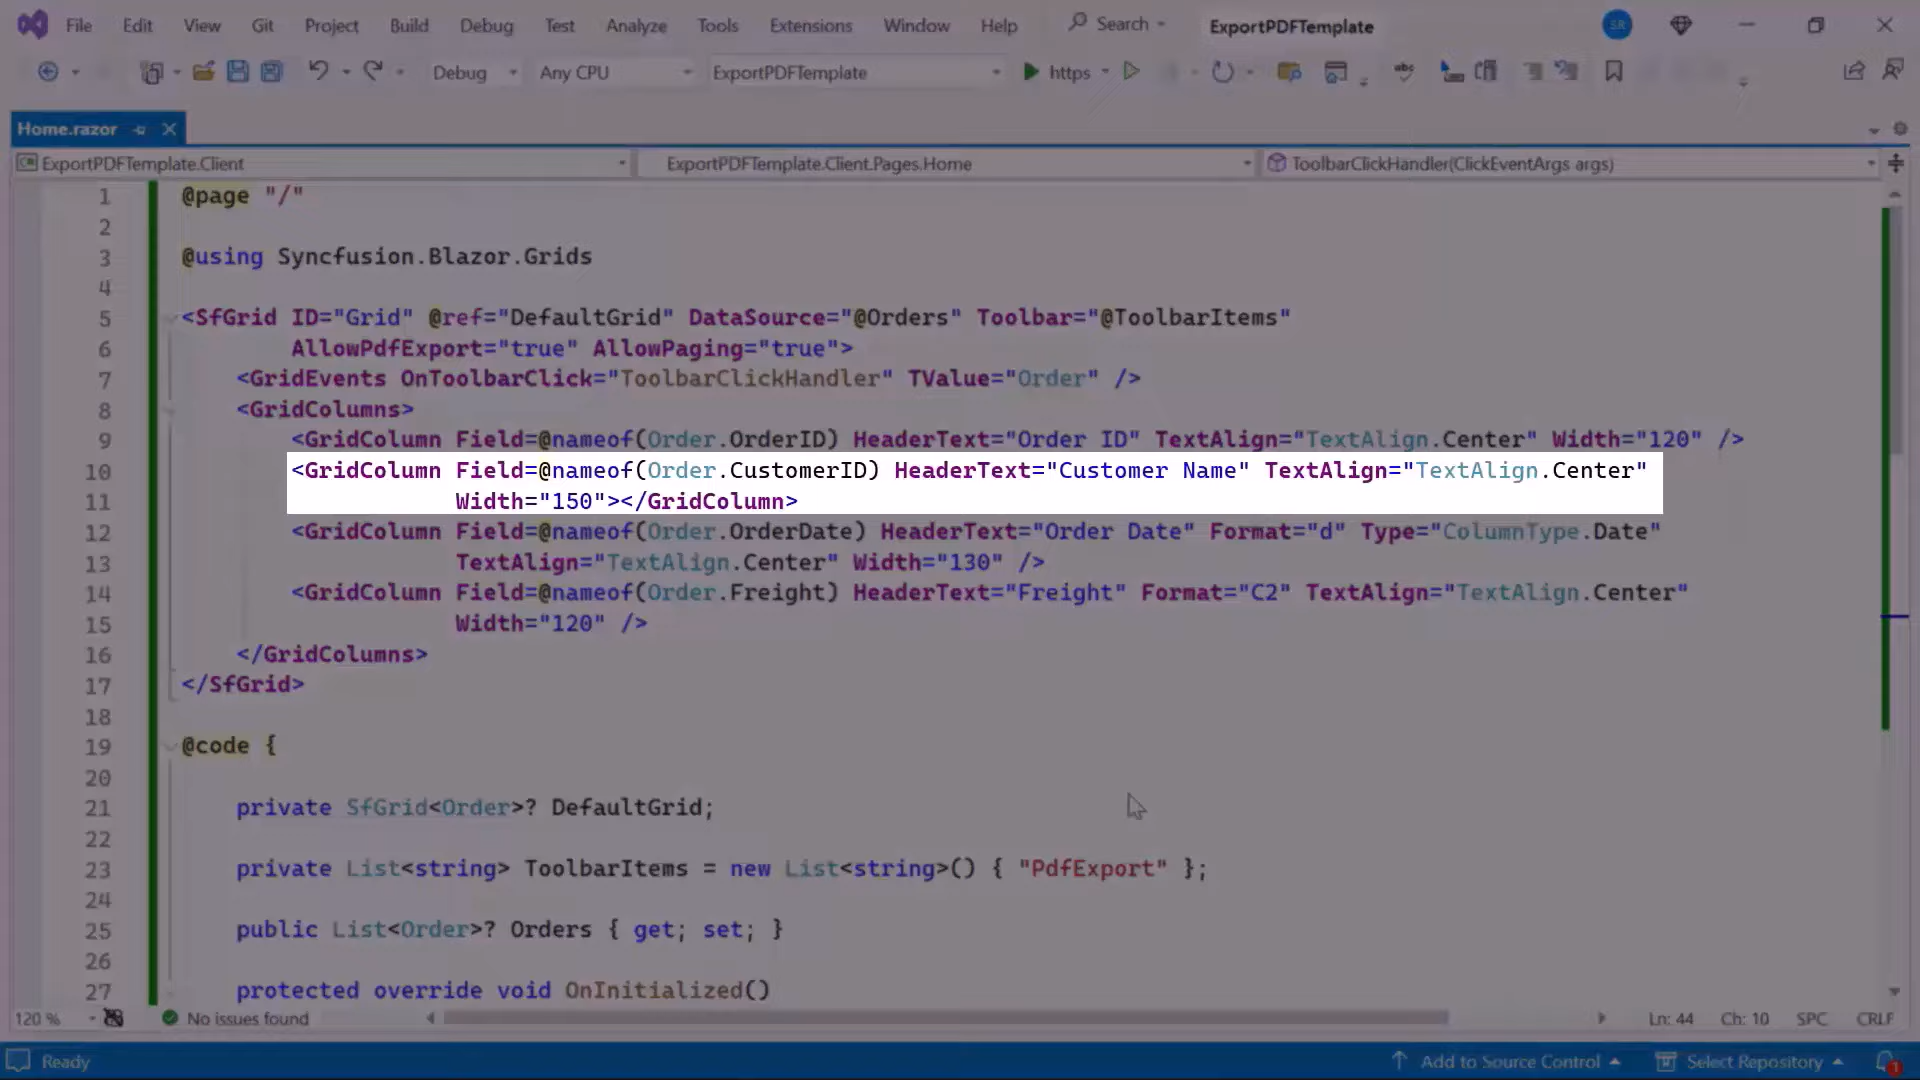 File Edit View Git Project Build Debug Test Analyze Tools Extensions Window Help Search ExportPDFTemplate SR
Debug Any CPU ExportPDFTemplate https
Home.razor
ExportPDFTemplate.Client ExportPDFTemplate.Client.Pages.Home ToolbarClickHandler(ClickEventArgs args)
1 @page "/"
2
3 @using Syncfusion.Blazor.Grids
4
5 <SfGrid ID="Grid" @ref="DefaultGrid" DataSource="@Orders" Toolbar="@ToolbarItems"
6 AllowPdfExport="true" AllowPaging="true">
7 <GridEvents OnToolbarClick="ToolbarClickHandler" TValue="Order" />
8 <GridColumns>
9 <GridColumn Field=@nameof(Order.OrderID) HeaderText="Order ID" TextAlign="TextAlign.Center" Width="120" />
10 <GridColumn Field=@nameof(Order.CustomerID) HeaderText="Customer Name" TextAlign="TextAlign.Center"
11 Width="150"></GridColumn>
12 <GridColumn Field=@nameof(Order.OrderDate) HeaderText="Order Date" Format="d" Type="ColumnType.Date"
13 TextAlign="TextAlign.Center" Width="130" />
14 <GridColumn Field=@nameof(Order.Freight) HeaderText="Freight" Format="C2" TextAlign="TextAlign.Center"
15 Width="120" />
16 </GridColumns>
17 </SfGrid>
18
19 @code {
20
21 private SfGrid<Order>? DefaultGrid;
22
23 private List<string> ToolbarItems = new List<string>() { "PdfExport" };
24
25 public List<Order>? Orders { get; set; }
26
27 protected override void OnInitialized()
120 % No issues found Ln: 44 Ch: 10 SPC CRLF
Ready Add to Source Control Select Repository 1